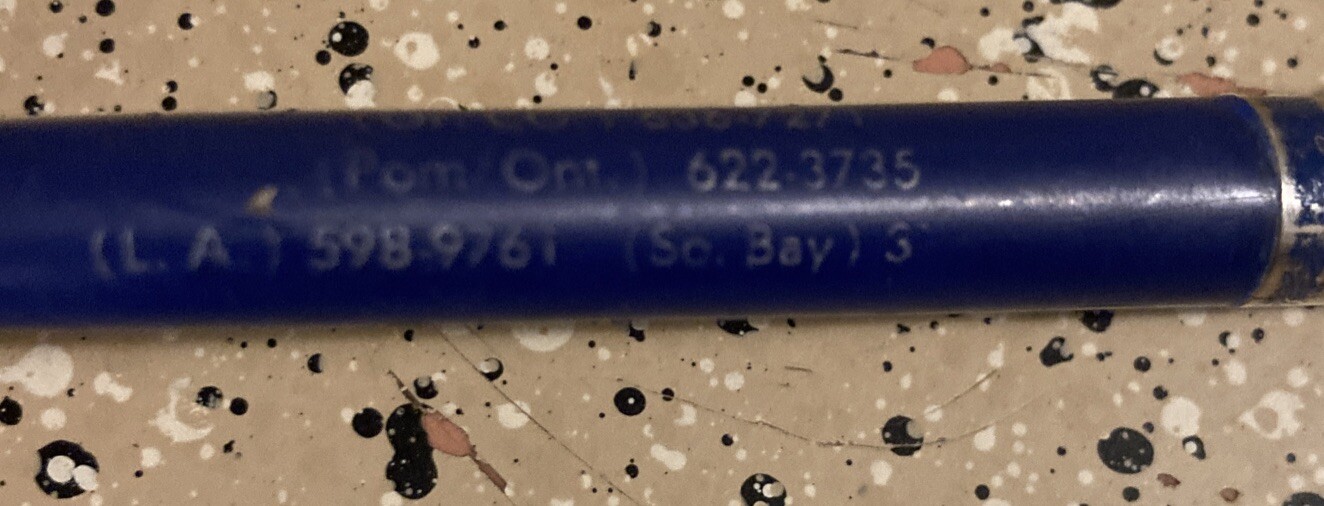 (Pom/Ont.) 622-3735
(L. A.) 598-9761 (So. Bay) 3